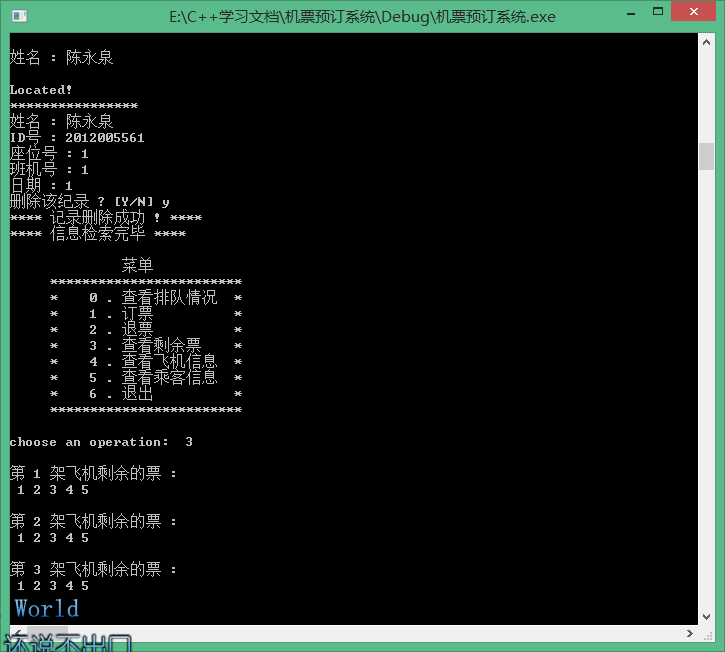 E:\C++学习文档\机票预订系统\Debug\机票预订系统.exe
姓名 : 陈永泉
Located!
****************
姓名 : 陈永泉
ID号 : 2012005561
座位号 : 1
班机号 : 1
日期 : 1
删除该纪录 ? [Y/N] y
**** 记录删除成功 ! ****
**** 信息检索完毕 ****
菜单
************************
* 0 . 查看排队情况 *
* 1 . 订票 *
* 2 . 退票 *
* 3 . 查看剩余票 *
* 4 . 查看飞机信息 *
* 5 . 查看乘客信息 *
* 6 . 退出 *
************************
choose an operation: 3
第 1 架飞机剩余的票 :
1 2 3 4 5
第 2 架飞机剩余的票 :
1 2 3 4 5
第 3 架飞机剩余的票 :
1 2 3 4 5
World
还说不出口